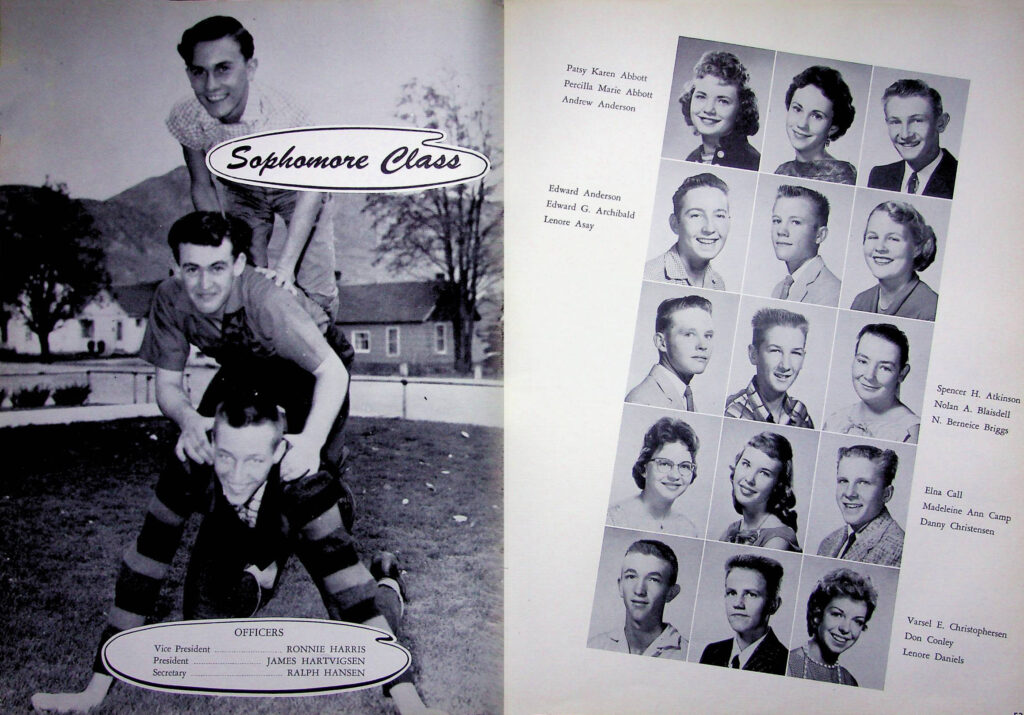 Sophomore Class
OFFICERS
Vice President ........................ RONNIE HARRIS
President ........................ JAMES HARTVIGSEN
Secretary ........................ RALPH HANSEN
Patsy Karen Abbott
Percilla Marie Abbott
Andrew Anderson
Edward Anderson
Edward G. Archibald
Lenore Asay
Spencer H. Atkinson
Nolan A. Blaisdell
N. Berneice Briggs
Elna Call
Madeleine Ann Camp
Danny Christensen
Varsel E. Christophersen
Don Conley
Lenore Daniels